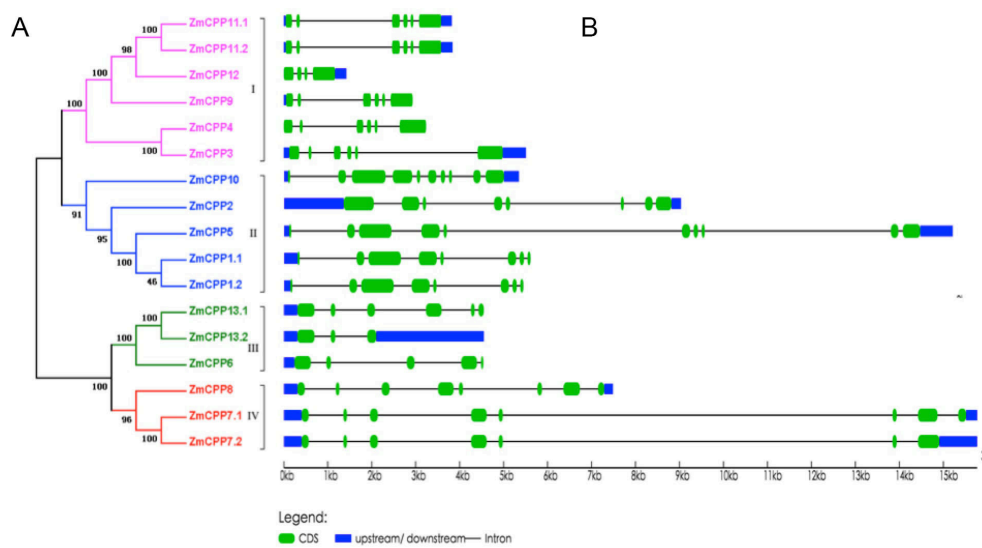 A
B
ZmCPP11.1
ZmCPP11.2
ZmCPP12
ZmCPP9
ZmCPP4
ZmCPP3
ZmCPP10
ZmCPP2
ZmCPP5
ZmCPP1.1
ZmCPP1.2
ZmCPP13.1
ZmCPP13.2
ZmCPP6
ZmCPP8
ZmCPP7.1
ZmCPP7.2
100
98
100
100
100
91
95
100
46
100
100
100
96
100
I
II
III
IV
0kb 1kb 2kb 3kb 4kb 5kb 6kb 7kb 8kb 9kb 10kb 11kb 12kb 13kb 14kb 15kb
Legend:
CDS upstream/ downstream Intron